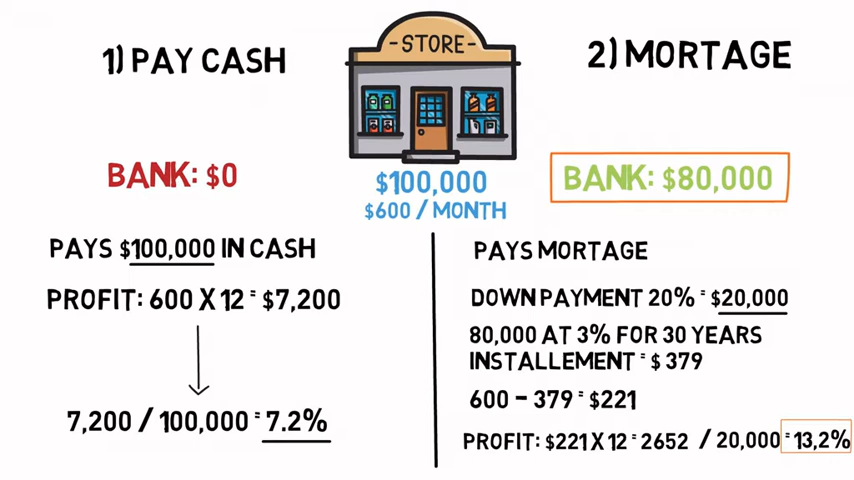 1) PAY CASH
-STORE-
2) MORTAGE
BANK: $0
$100,000
$600 / MONTH
BANK: $80,000
PAYS $100,000 IN CASH
PROFIT: 600 X 12 = $7,200
7,200 / 100,000 = 7.2%
PAYS MORTAGE
DOWN PAYMENT 20% = $20,000
80,000 AT 3% FOR 30 YEARS
INSTALLEMENT = $ 379
600 - 379 = $221
PROFIT: $221 X 12 = 2652 / 20,000 = 13,2%